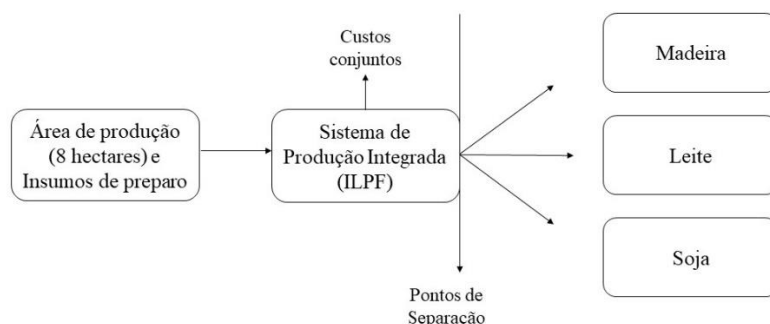 Custos
conjuntos
Área de produção
(8 hectares) e
Insumos de preparo
Sistema de
Produção Integrada
(ILPF)
Pontos de
Separação
Madeira
Leite
Soja